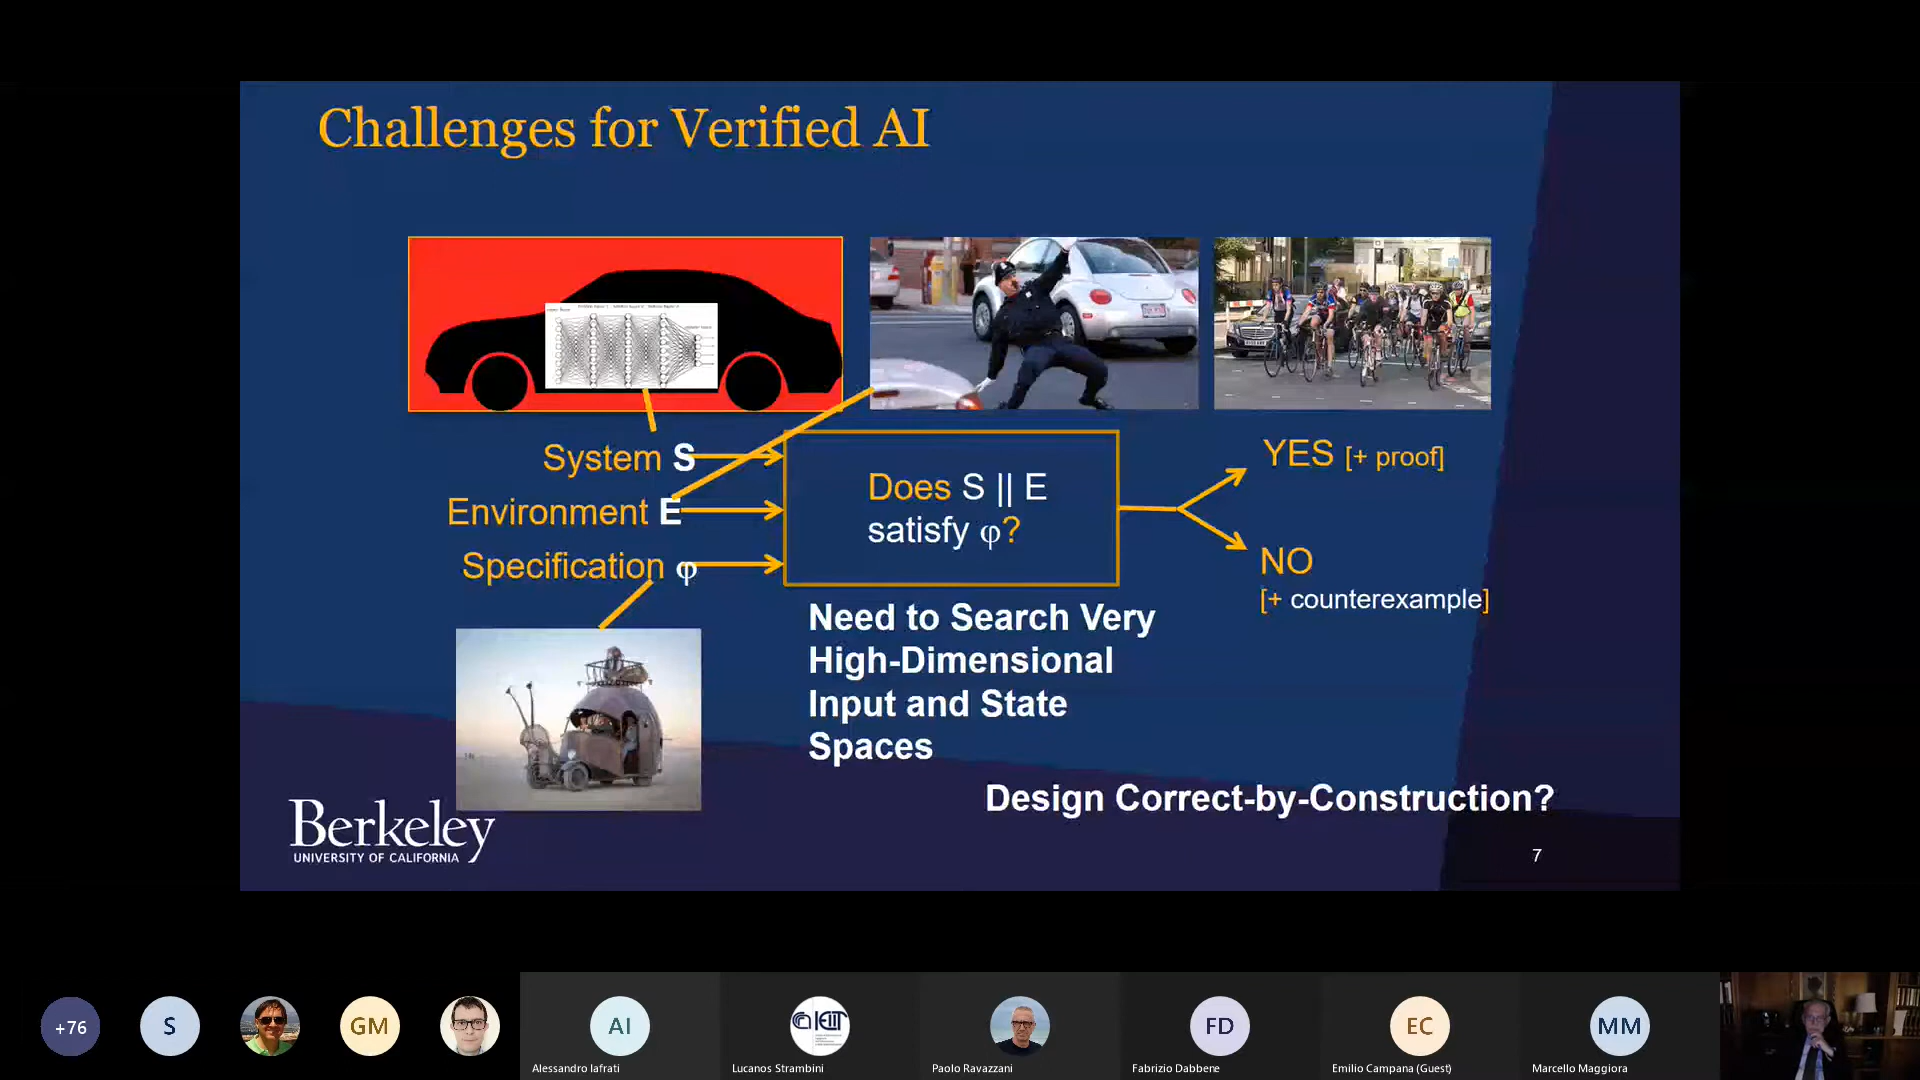 Challenges for Verified AI
System S
Environment E
Specification φ
Does S || E
satisfy φ?
YES [+ proof]
NO
[+ counterexample]
Need to Search Very
High-Dimensional
Input and State
Spaces
Design Correct-by-Construction?
Berkeley
UNIVERSITY OF CALIFORNIA
7
+76
S
GM
AI
Alessandro Iafrati
Lucanos Strambini
Paolo Ravazzani
FD
Fabrizio Dabbene
EC
Emilio Campana (Guest)
MM
Marcello Maggiora